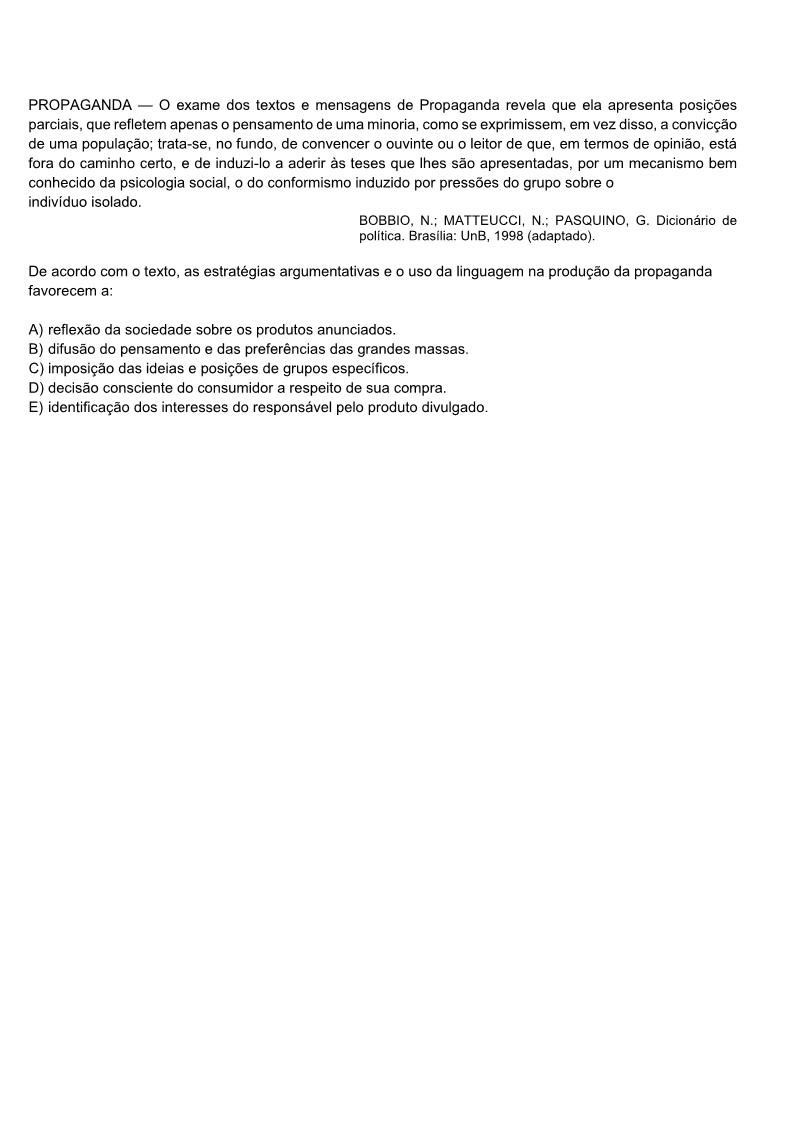 PROPAGANDA — O exame dos textos e mensagens de Propaganda revela que ela apresenta posições
parciais, que refletem apenas o pensamento de uma minoria, como se exprimissem, em vez disso, a convicção
de uma população; trata-se, no fundo, de convencer o ouvinte ou o leitor de que, em termos de opinião, está
fora do caminho certo, e de induzi-lo a aderir às teses que lhes são apresentadas, por um mecanismo bem
conhecido da psicologia social, o do conformismo induzido por pressões do grupo sobre o
indivíduo isolado.
BOBBIO, N.; MATTEUCCI, N.; PASQUINO, G. Dicionário de
política. Brasília: UnB, 1998 (adaptado).
De acordo com o texto, as estratégias argumentativas e o uso da linguagem na produção da propaganda
favorecem a:
A) reflexão da sociedade sobre os produtos anunciados.
B) difusão do pensamento e das preferências das grandes massas.
C) imposição das ideias e posições de grupos específicos.
D) decisão consciente do consumidor a respeito de sua compra.
E) identificação dos interesses do responsável pelo produto divulgado.